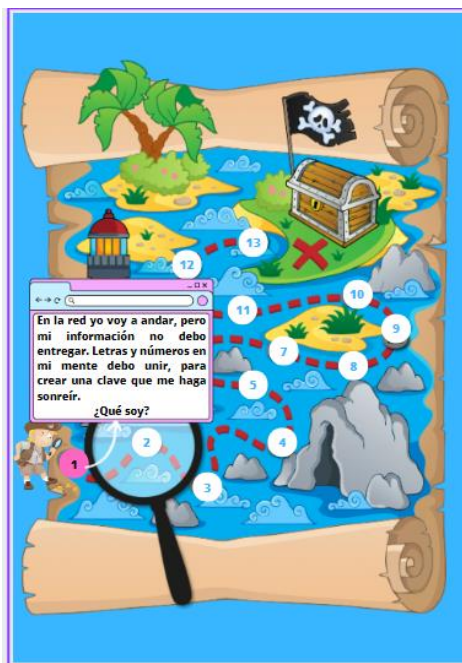 13
12
En la red yo voy a andar, pero
mi información no debo
entregar. Letras y números en
mi mente debo unir, para
crear una clave que me haga
sonreír.
¿Qué soy?
10
11
9
7
8
5
2
4
1
3